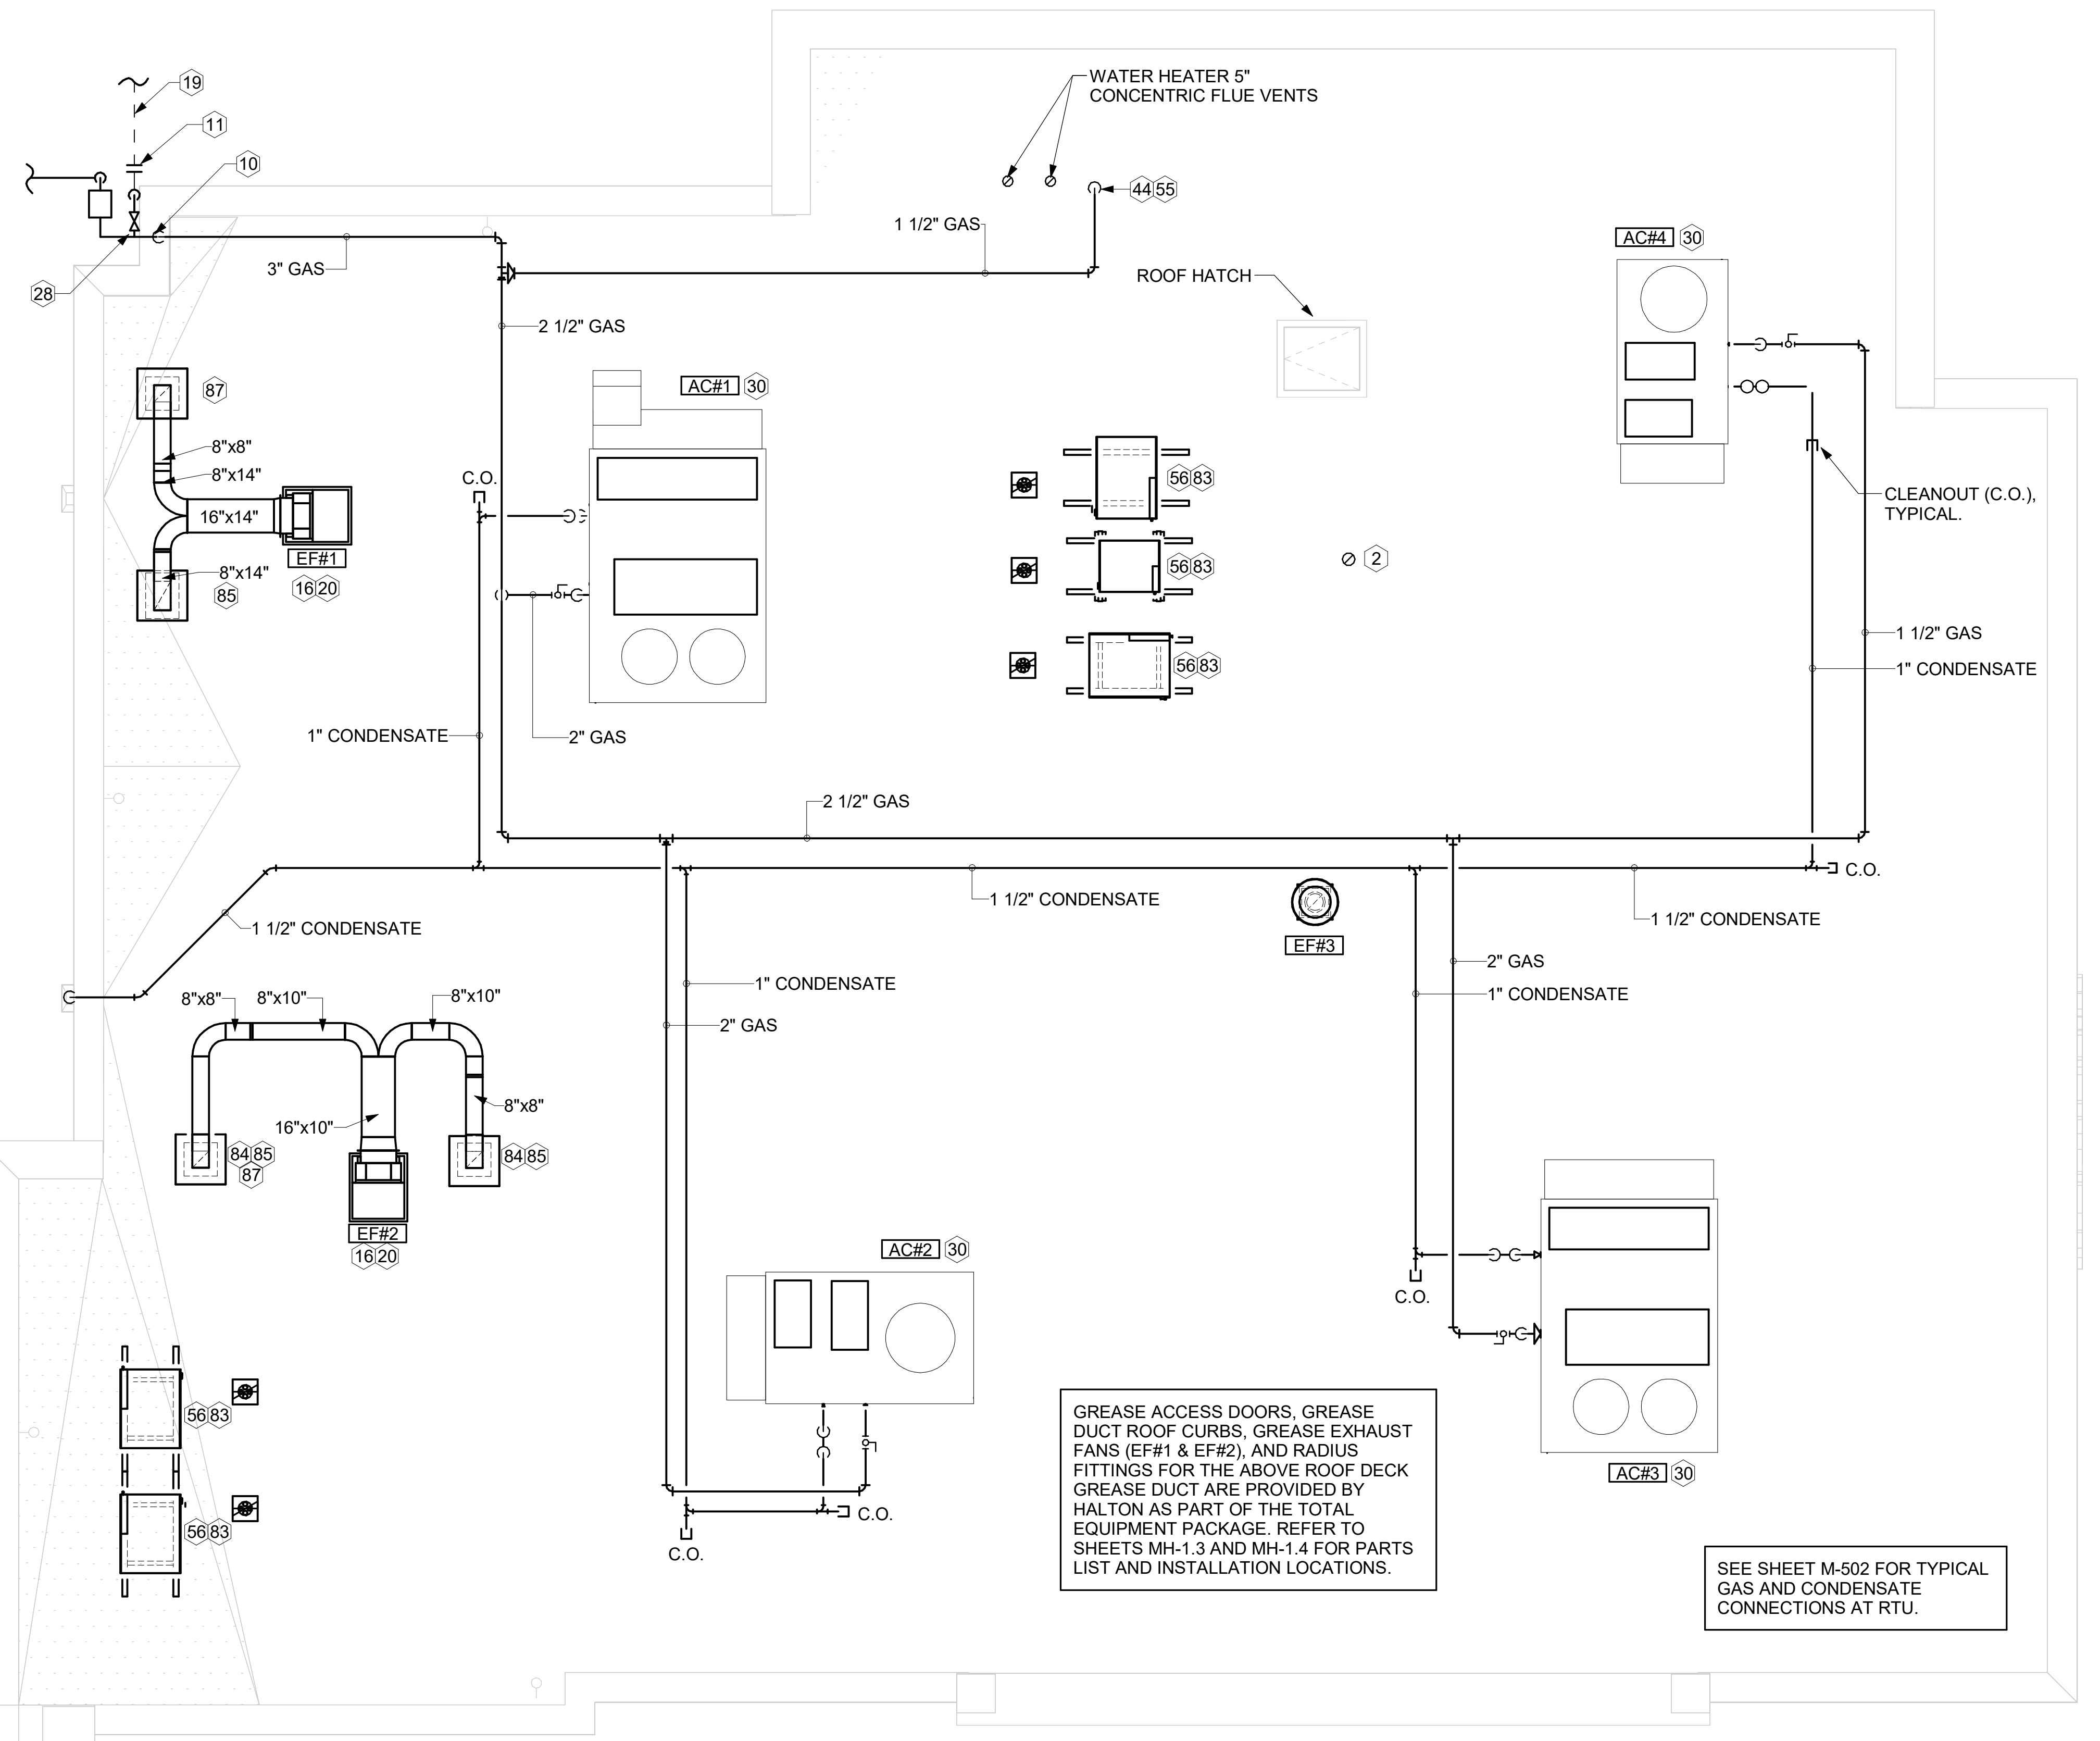 WATER HEATER 5"
CONCENTRIC FLUE VENTS
19
11
10
44 55
1 1/2" GAS
AC#4 30
3" GAS
ROOF HATCH
28
2 1/2" GAS
AC#1 30
87
8"x8"
8"x14"
C.O.
56 83
CLEANOUT (C.O.),
TYPICAL.
16"x14"
EF#1
2
56 83
8"x14"
85
16 20
1 1/2" GAS
56 83
1" CONDENSATE
1" CONDENSATE
2" GAS
2 1/2" GAS
C.O.
1 1/2" CONDENSATE
1 1/2" CONDENSATE
1 1/2" CONDENSATE
EF#3
2" GAS
1" CONDENSATE
1" CONDENSATE
8"x8"
8"x10"
8"x10"
2" GAS
8"x8"
16"x10"
84 85
87
84 85
EF#2
16 20
AC#2 30
C.O.
56 83
AC#3 30
C.O.
56 83
C.O.
GREASE ACCESS DOORS, GREASE
DUCT ROOF CURBS, GREASE EXHAUST
FANS (EF#1 & EF#2), AND RADIUS
FITTINGS FOR THE ABOVE ROOF DECK
GREASE DUCT ARE PROVIDED BY
HALTON AS PART OF THE TOTAL
EQUIPMENT PACKAGE. REFER TO
SHEETS MH-1.3 AND MH-1.4 FOR PARTS
LIST AND INSTALLATION LOCATIONS.
SEE SHEET M-502 FOR TYPICAL
GAS AND CONDENSATE
CONNECTIONS AT RTU.